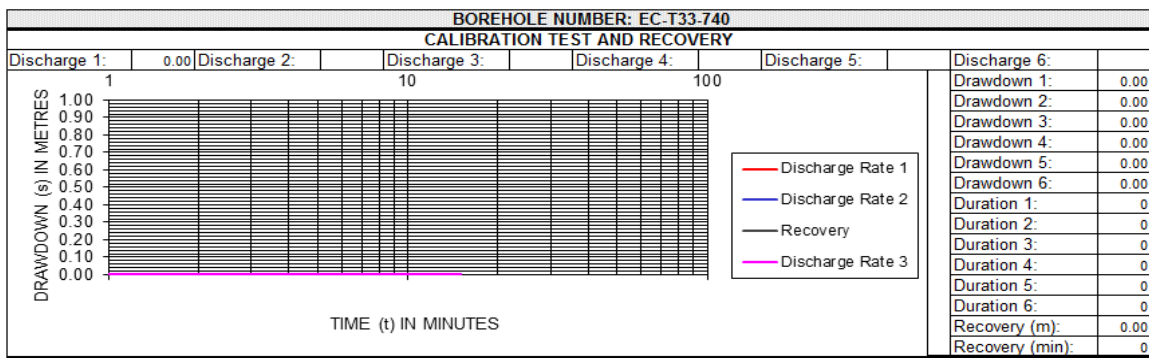 BOREHOLE NUMBER: EC-T33-740
CALIBRATION TEST AND RECOVERY
Discharge 1: 0.00 Discharge 2: Discharge 3: Discharge 4: Discharge 5: Discharge 6:
1 10 100
DRAWDOWN (s) IN METRES
1.00
0.90
0.80
0.70
0.60
0.50
0.40
0.30
0.20
0.10
0.00
TIME (t) IN MINUTES
Discharge Rate 1
Discharge Rate 2
Recovery
Discharge Rate 3
Drawdown 1: 0.00
Drawdown 2: 0.00
Drawdown 3: 0.00
Drawdown 4: 0.00
Drawdown 5: 0.00
Drawdown 6: 0.00
Duration 1: 0
Duration 2: 0
Duration 3: 0
Duration 4: 0
Duration 5: 0
Duration 6: 0
Recovery (m): 0.00
Recovery (min): 0